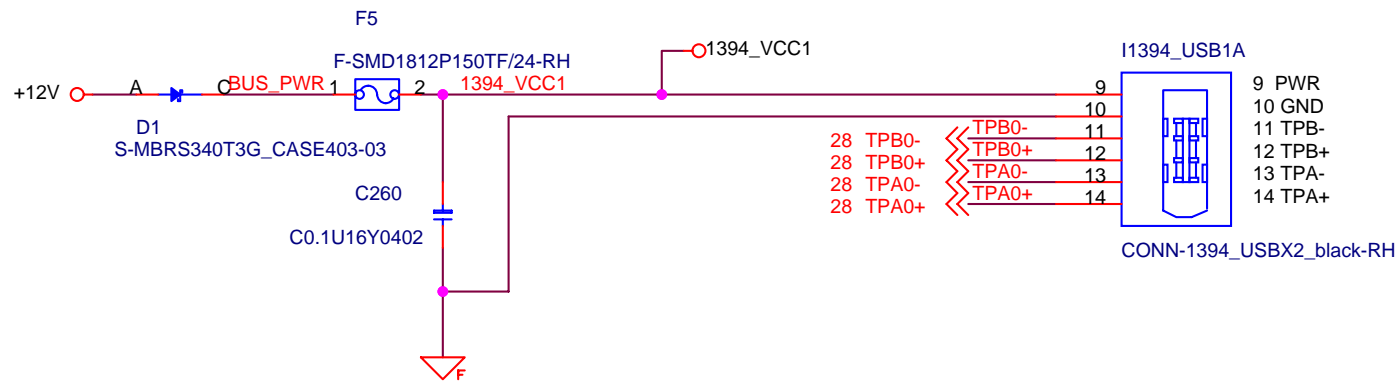 F5
F-SMD1812P150TF/24-RH
1394_VCC1
I1394_USB1A
+12V
A
C
BUS_PWR
1
2
1394_VCC1
D1
S-MBRS340T3G_CASE403-03
9
10
11
12
13
14
9 PWR
10 GND
11 TPB-
12 TPB+
13 TPA-
14 TPA+
28 TPB0-
28 TPB0+
28 TPA0-
28 TPA0+
TPB0-
TPB0+
TPA0-
TPA0+
C260
C0.1U16Y0402
CONN-1394_USBX2_black-RH
F